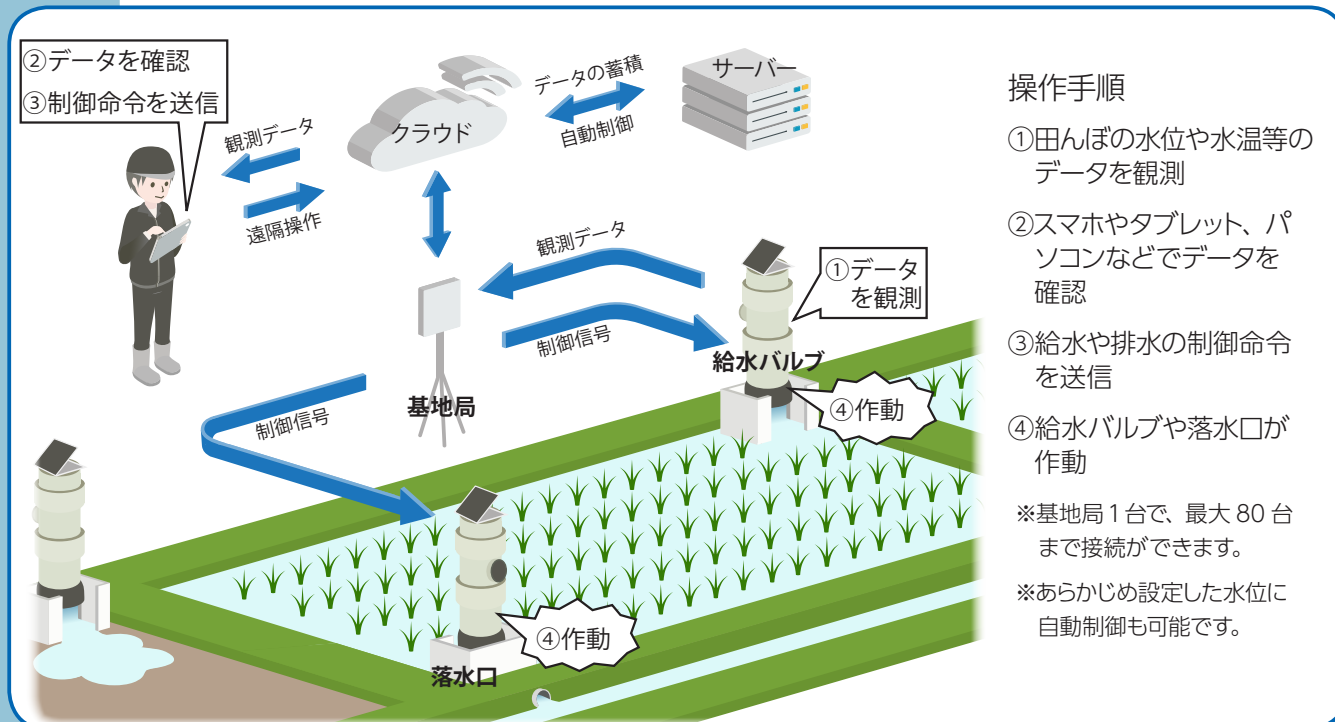 ②データを確認
③制御命令を送信
観測データ
遠隔操作
クラウド
データの蓄積
自動制御
サーバー
観測データ
制御信号
①データ
を観測
給水バルブ
④作動
基地局
制御信号
④作動
落水口
操作手順
①田んぼの水位や水温等の
データを観測
②スマホやタブレット、パ
ソコンなどでデータを
確認
③給水や排水の制御命令
を送信
④給水バルブや落水口が
作動
※基地局1台で、最大 80 台
まで接続ができます。
※あらかじめ設定した水位に
自動制御も可能です。